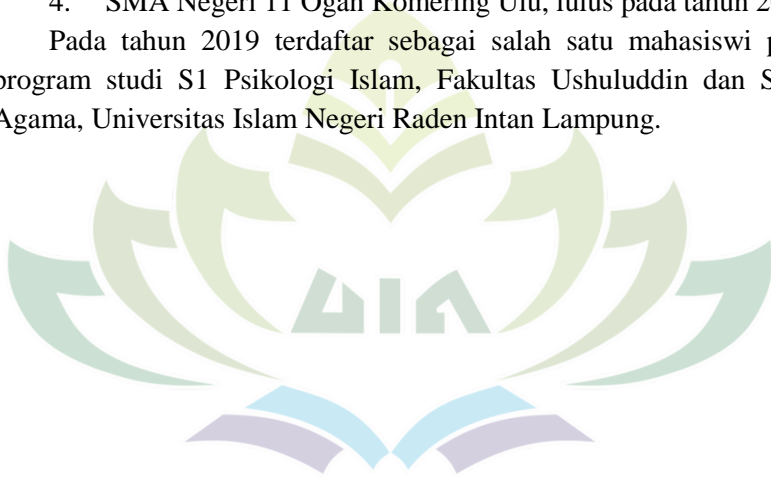 4. SMA Negeri 11 Ogan Komering Ulu, lulus pada tahun
Pada tahun 2019 terdaftar sebagai salah satu mahasiswi
program studi S1 Psikologi Islam, Fakultas Ushuluddin dan
Agama, Universitas Islam Negeri Raden Intan Lampung.
UIN